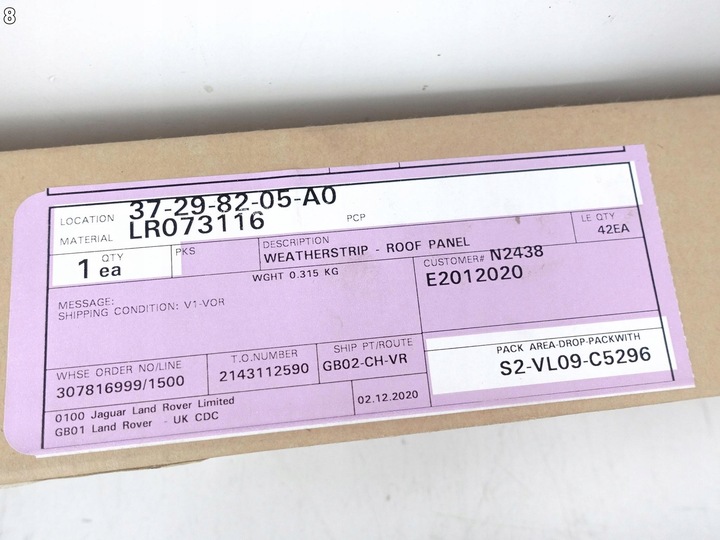 8
LOCATION 37-29-82-05-A0
MATERIAL LR073116 PCP
1 QTY ea
PKS
DESCRIPTION
WEATHERSTRIP - ROOF PANEL
LE QTY
42EA
WGHT 0.315 KG
CUSTOMER# N2438
E2012020
MESSAGE:
SHIPPING CONDITION: V1-VOR
WHSE ORDER NO/LINE
307816999/1500
T.O.NUMBER
2143112590
SHIP PT/ROUTE
GB02-CH-VR
PACK AREA-DROP-PACKWITH
S2-VL09-C5296
0100 Jaguar Land Rover Limited
GB01 Land Rover - UK CDC
02.12.2020